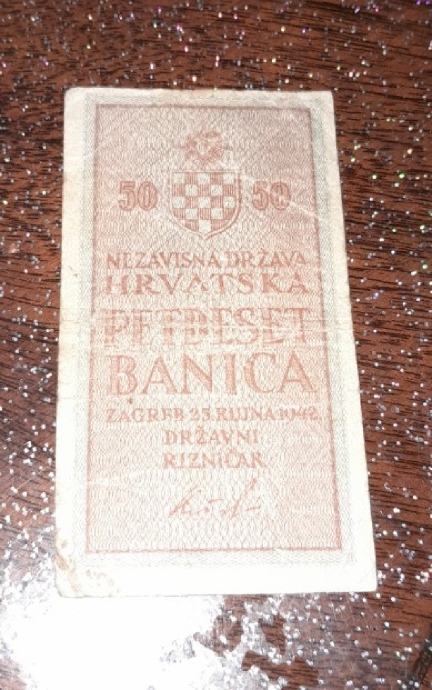 50 50
NEZAVISNA DRŽAVA
HRVATSKA
PETDESET
BANICA
ZAGREB 25. RUJNA 1942.
DRŽAVNI
RIZNIČAR